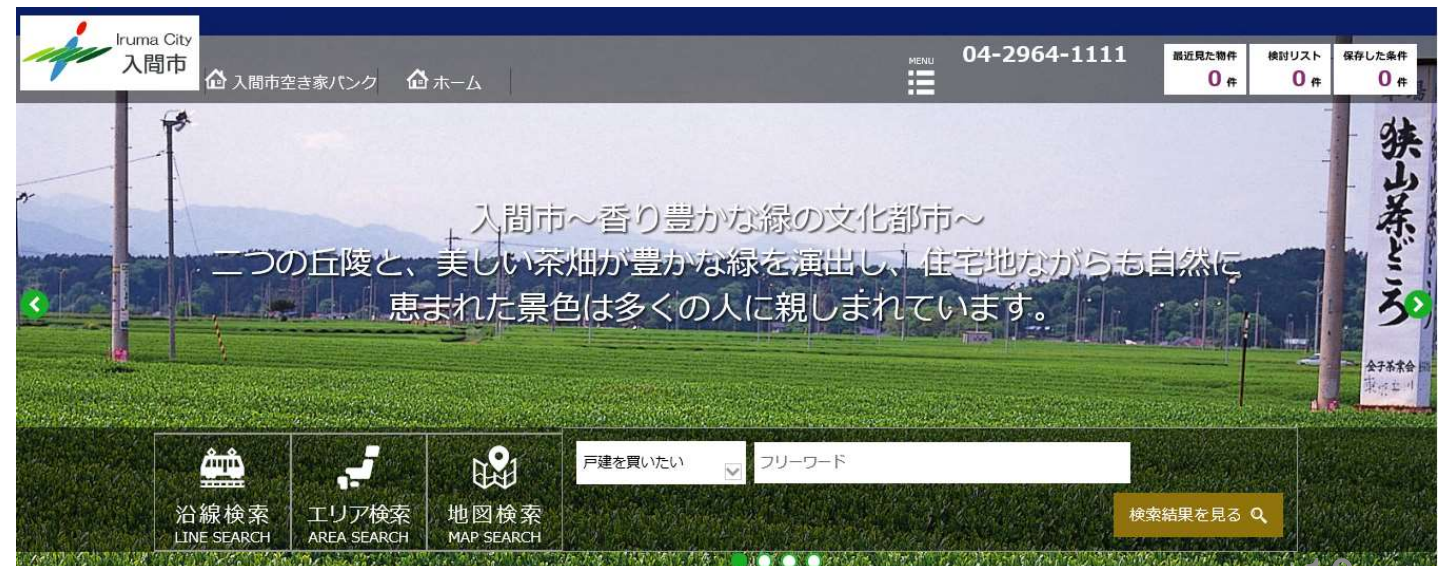 Iruma City
入間市
入間市空き家バンク
ホーム
MENU
04-2964-1111
最近見た物件
0 件
検討リスト
0 件
保存した条件
0 件
入間市～香り豊かな緑の文化都市～
二つの丘陵と、美しい茶畑が豊かな緑を演出し、住宅地ながらも自然に
恵まれた景色は多くの人に親しまれています。
狭山茶どころ
金子茶業会
沿線検索
LINE SEARCH
エリア検索
AREA SEARCH
地図検索
MAP SEARCH
戸建を買いたい
フリーワード
検索結果を見る